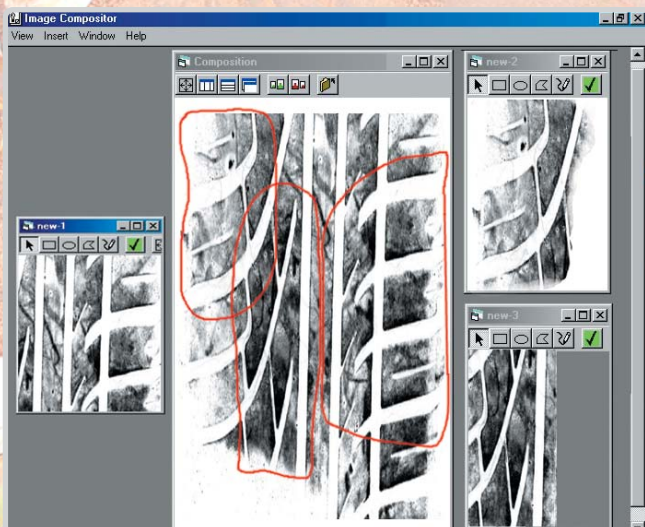 Image Compositor
View Insert Window Help
Composition
new-2
new-1
new-3